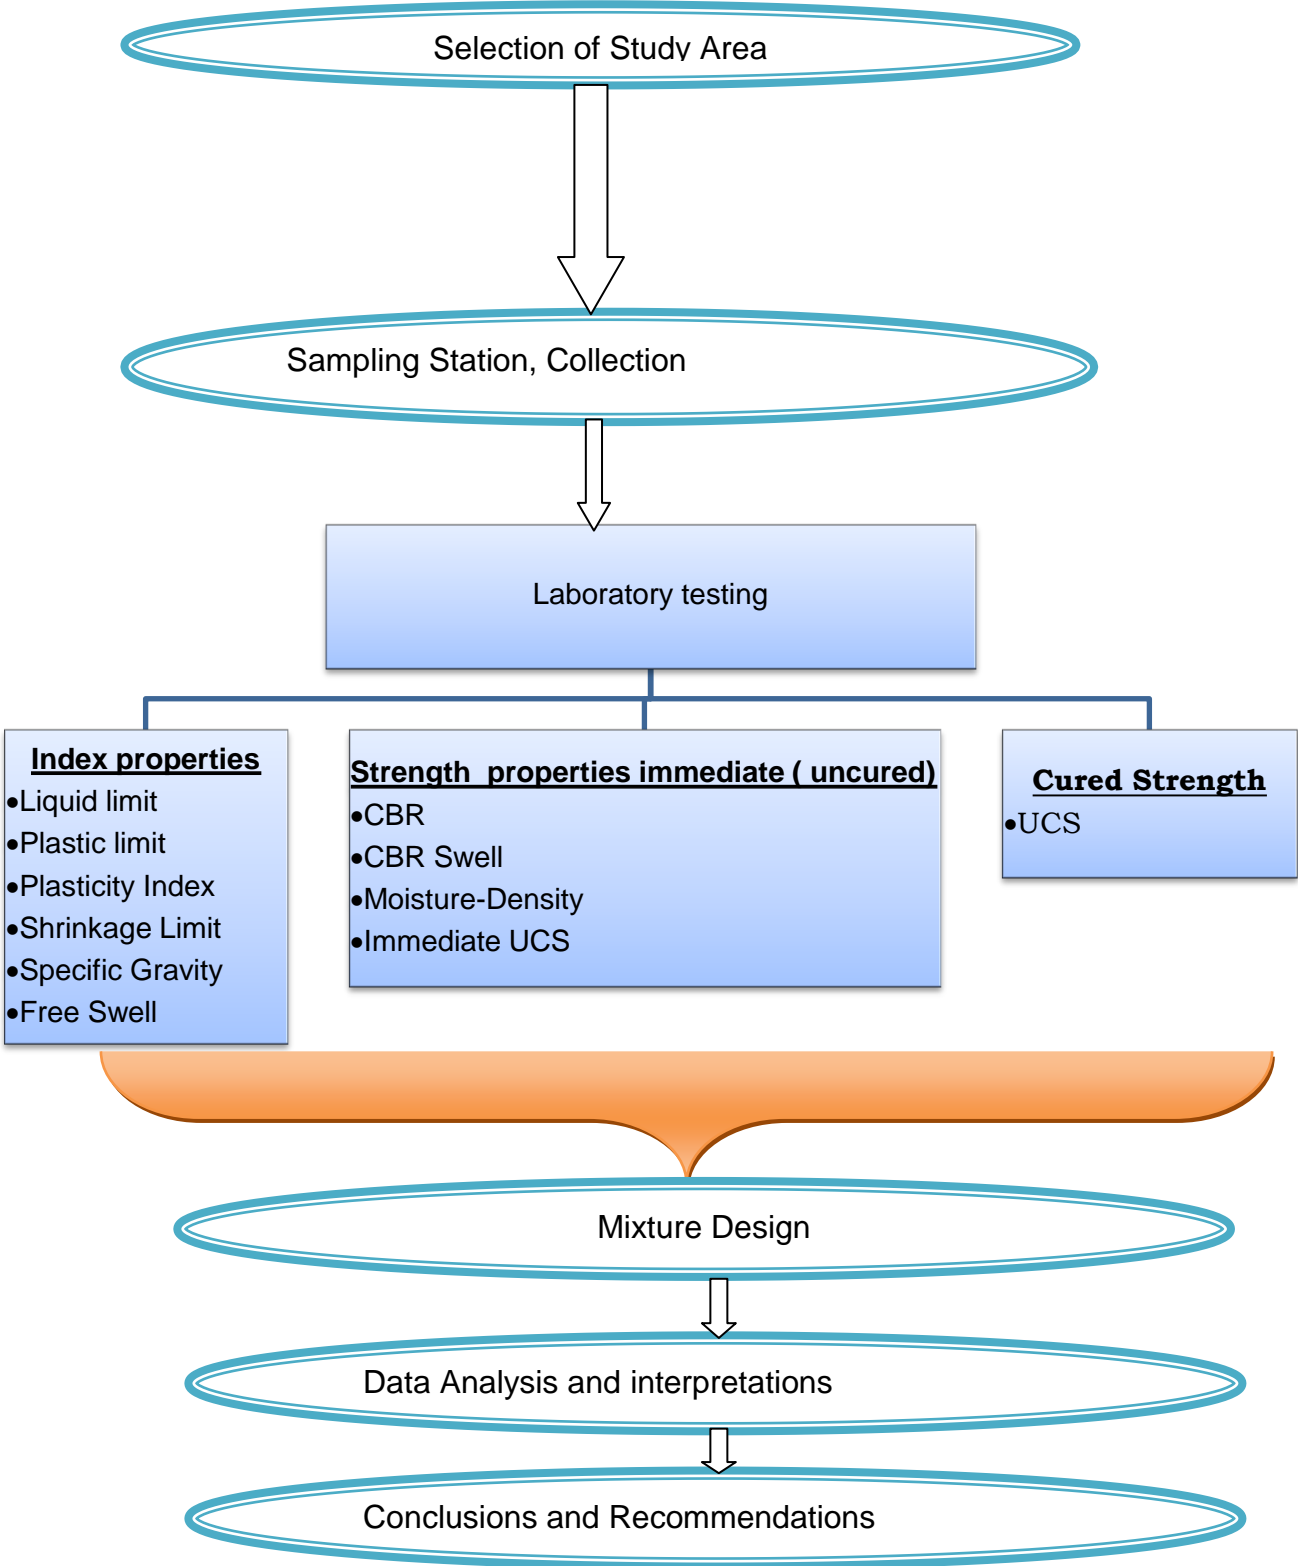 Selection of Study Area
Sampling Station, Collection
Laboratory testing
Index properties
•Liquid limit
•Plastic limit
•Plasticity Index
•Shrinkage Limit
•Specific Gravity
•Free Swell
Strength properties immediate ( uncured)
•CBR
•CBR Swell
•Moisture-Density
•Immediate UCS
Cured Strength
•UCS
Mixture Design
Data Analysis and interpretations
Conclusions and Recommendations